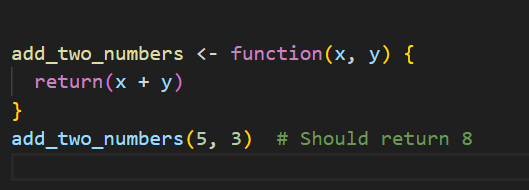 add_two_numbers <- function(x, y) {
  return(x + y)
}
add_two_numbers(5, 3)  # Should return 8